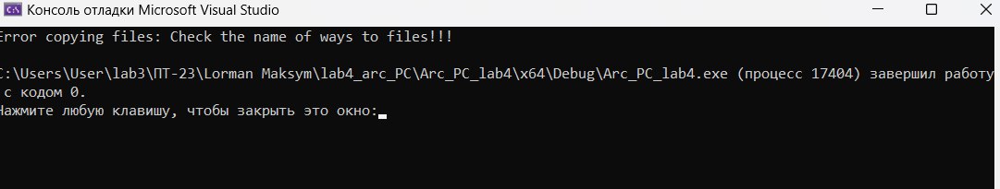 Консоль отладки Microsoft Visual Studio
Error copying files: Check the name of ways to files!!!
C:\Users\User\lab3\ПТ-23\Lorman Maksym\lab4_arc_PC\Arc_PC_lab4\x64\Debug\Arc_PC_lab4.exe (процесс 17404) завершил работу
с кодом 0.
Нажмите любую клавишу, чтобы закрыть это окно: